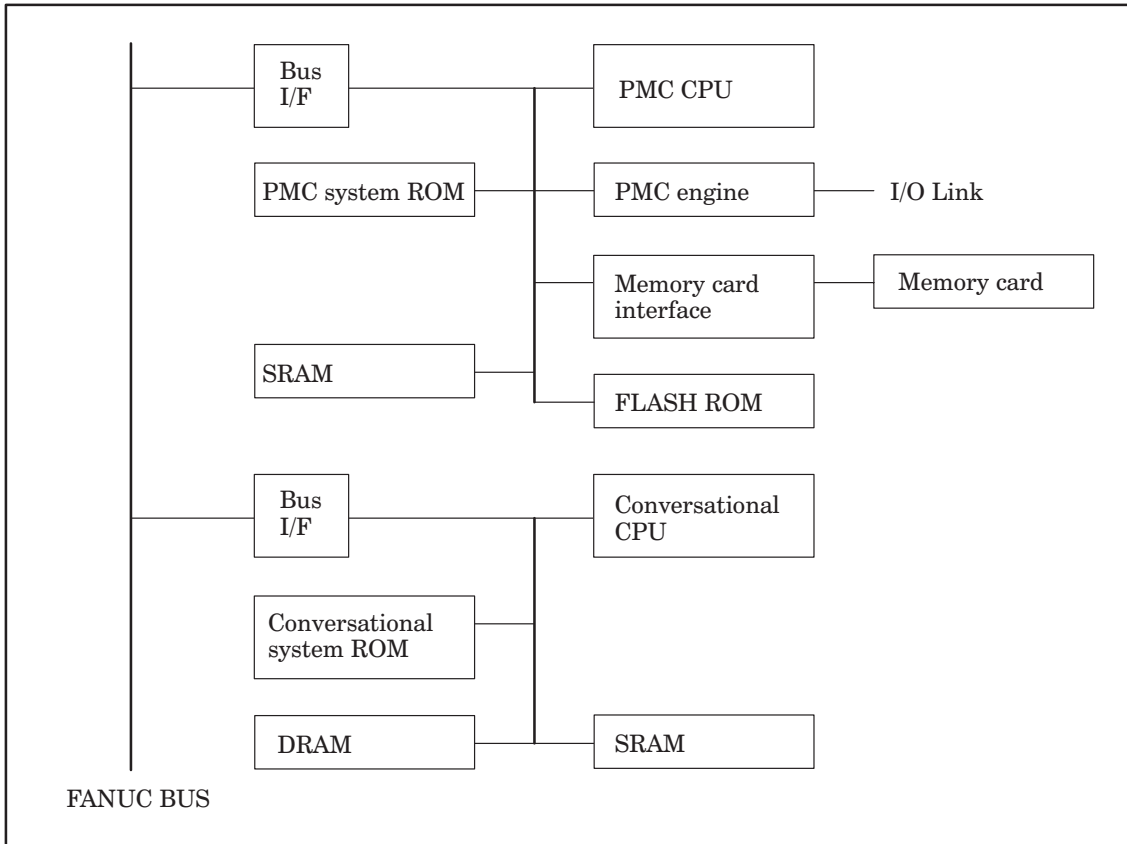 Bus
I/F
PMC CPU
PMC system ROM
PMC engine
I/O Link
Memory card
interface
Memory card
SRAM
FLASH ROM
Bus
I/F
Conversational
CPU
Conversational
system ROM
DRAM
SRAM
FANUC BUS